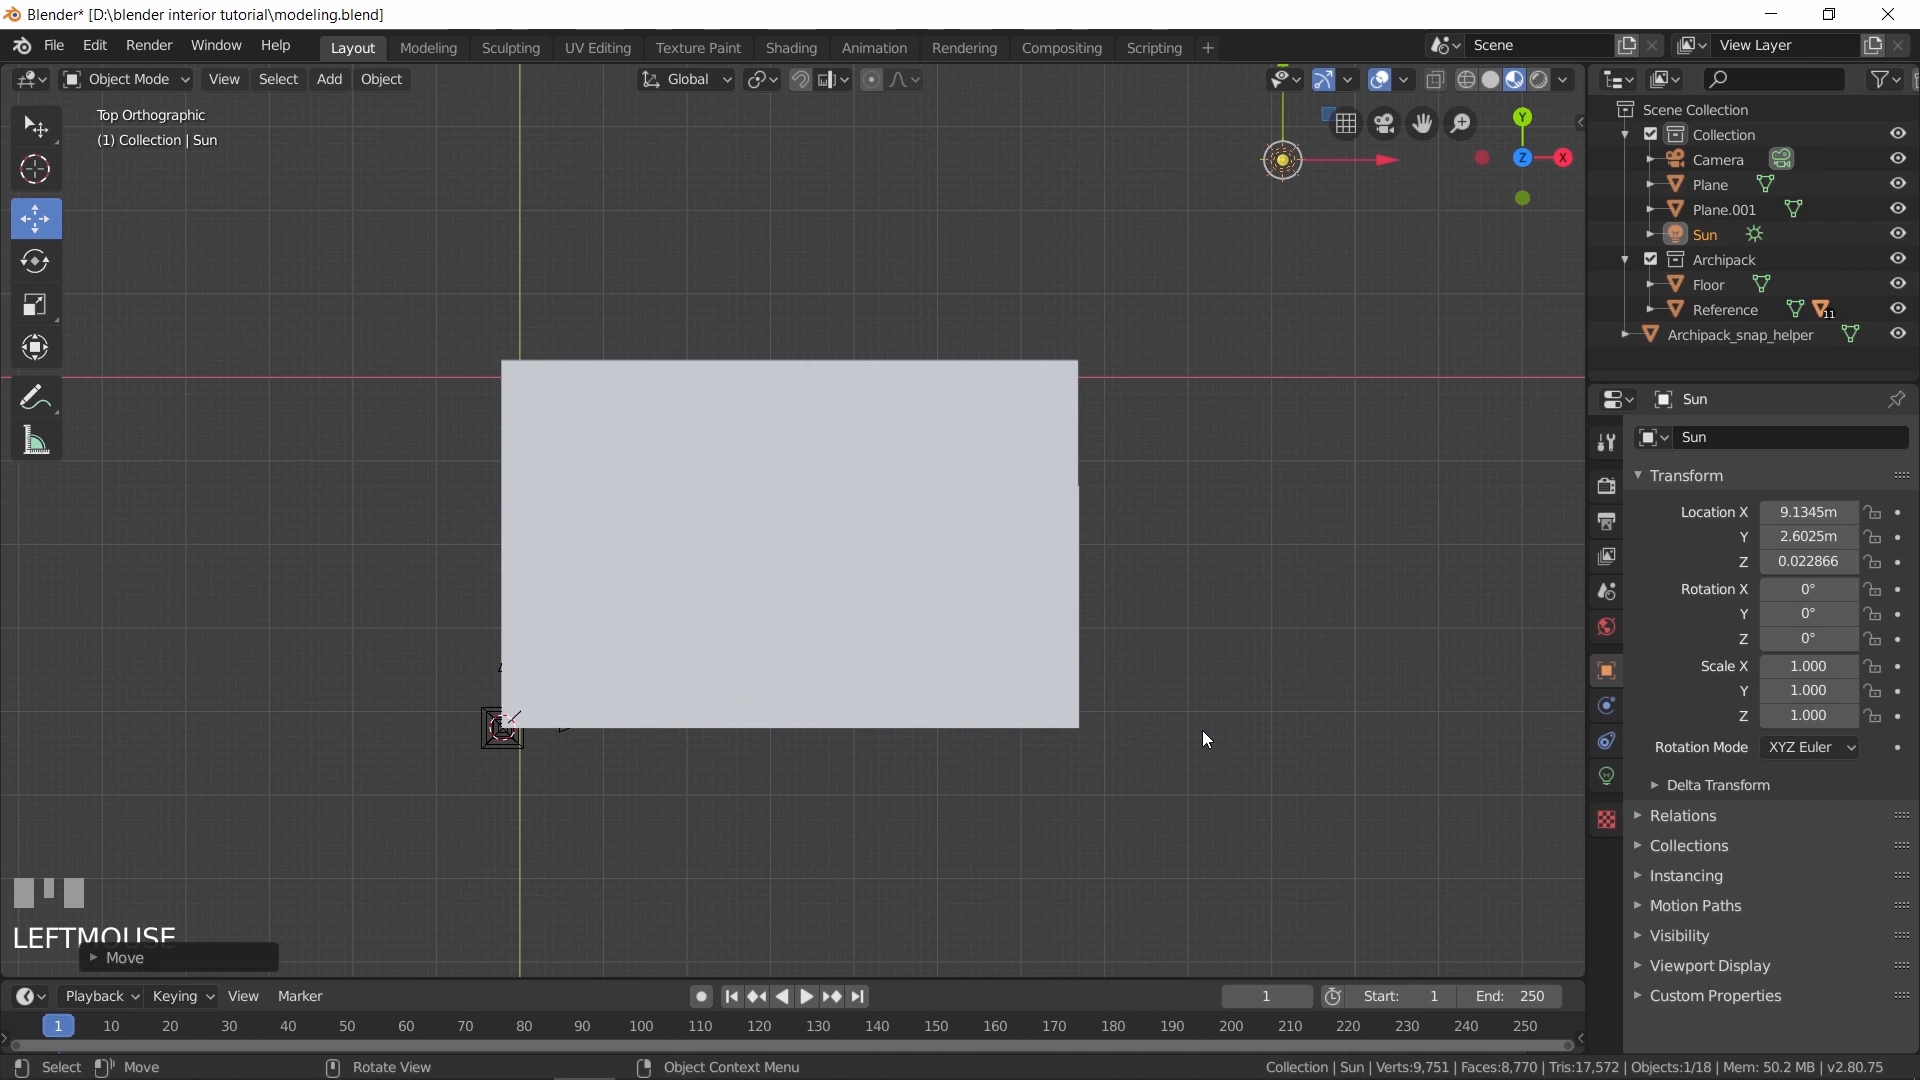 Blender* [D:\blender interior tutorial\modeling.blend]
File Edit Render Window Help Layout Modeling Sculpting UV Editing Texture Paint Shading Animation Rendering Compositing Scripting + Scene View Layer
Object Mode View Select Add Object Global
Top Orthographic
(1) Collection | Sun
Y
Z
X
Scene Collection
Collection
Camera
Plane
Plane.001
Sun
Archipack
Floor
Reference 11
Archipack_snap_helper
Sun
Sun
Transform
Location X 9.1345m
Y 2.6025m
Z 0.022866
Rotation X 0°
Y 0°
Z 0°
Scale X 1.000
Y 1.000
Z 1.000
Rotation Mode XYZ Euler
Delta Transform
Relations
Collections
Instancing
Motion Paths
Visibility
Viewport Display
Custom Properties
LEFTMOUSE
Move
Playback Keying View Marker 1 Start: 1 End: 250
1 10 20 30 40 50 60 70 80 90 100 110 120 130 140 150 160 170 180 190 200 210 220 230 240 250
Select Move Rotate View Object Context Menu Collection | Sun | Verts:9,751 | Faces:8,770 | Tris:17,572 | Objects:1/18 | Mem: 50.2 MB | v2.80.75